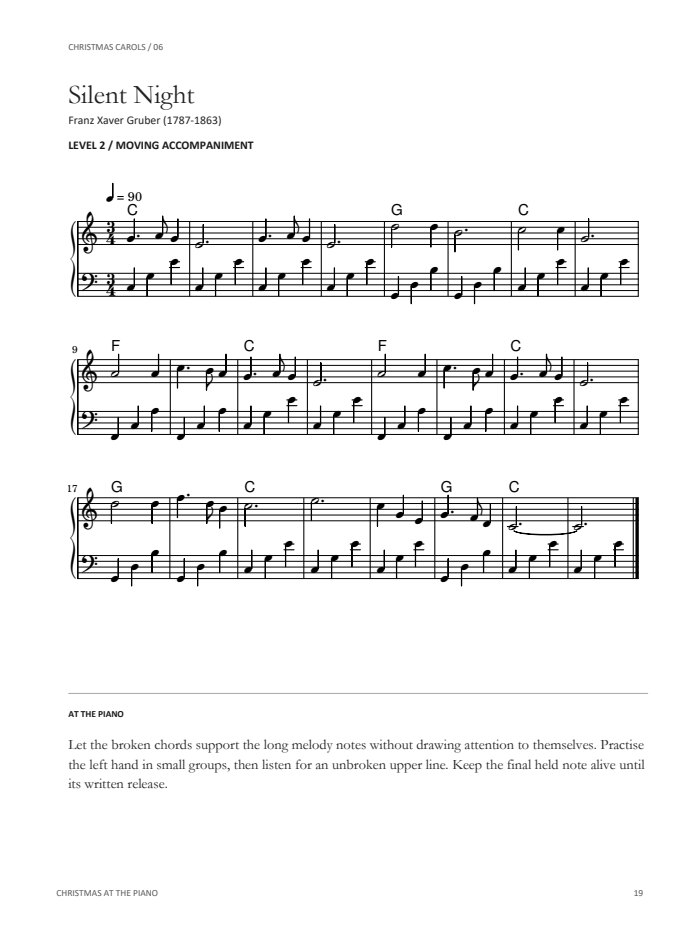 CHRISTMAS CAROLS / 06
Silent Night
Franz Xaver Gruber (1787-1863)
LEVEL 2 / MOVING ACCOMPANIMENT
= 90
C G C
9 F C F C
17 G C G C
AT THE PIANO
Let the broken chords support the long melody notes without drawing attention to themselves. Practise
the left hand in small groups, then listen for an unbroken upper line. Keep the final held note alive until
its written release.
CHRISTMAS AT THE PIANO 19